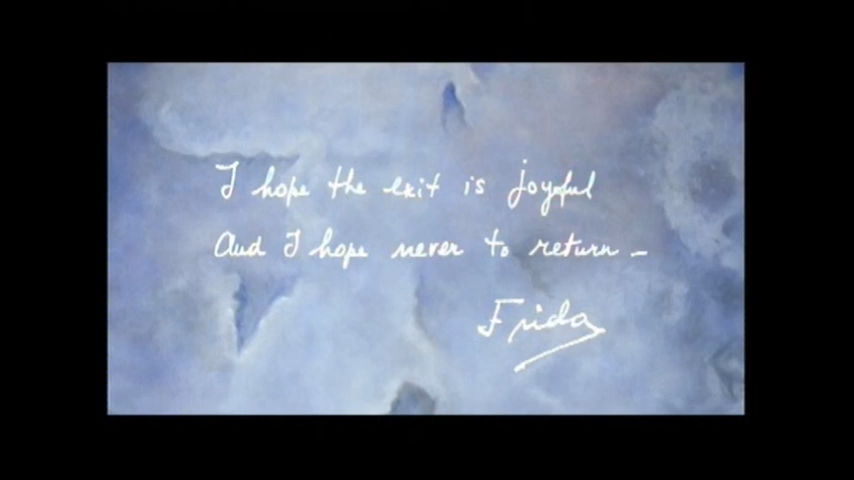 I hope the exit is joyful
And I hope never to return -
Frida